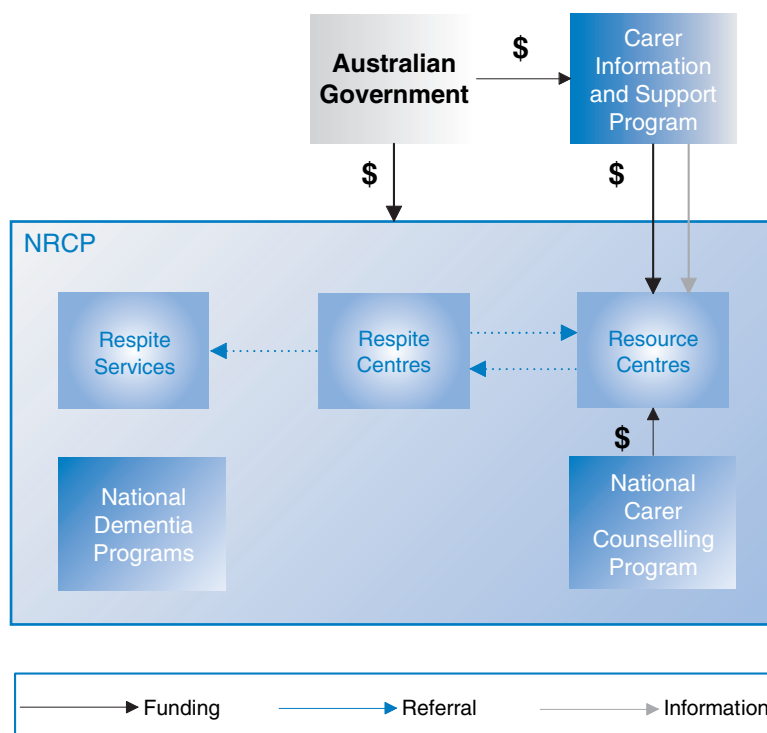 Australian
Government
$
Carer
Information
and Support
Program
$
$
NRCP
Respite
Services
Respite
Centres
Resource
Centres
$
National
Dementia
Programs
National
Carer
Counselling
Program
Funding
Referral
Information